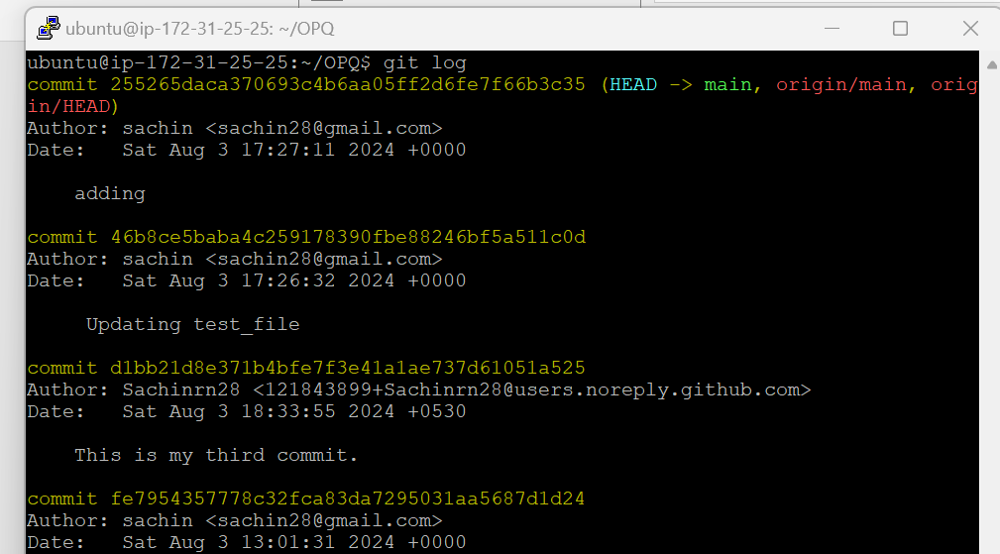 ubuntu@ip-172-31-25-25: ~/OPQ
ubuntu@ip-172-31-25-25:~/OPQ$ git log
commit 255265daca370693c4b6aa05ff2d6fe7f66b3c35 (HEAD -> main, origin/main, orig
in/HEAD)
Author: sachin <sachin28@gmail.com>
Date:   Sat Aug 3 17:27:11 2024 +0000
    adding
commit 46b8ce5baba4c259178390fbe88246bf5a511c0d
Author: sachin <sachin28@gmail.com>
Date:   Sat Aug 3 17:26:32 2024 +0000
     Updating test_file
commit d1bb21d8e371b4bfe7f3e41a1ae737d61051a525
Author: Sachinrn28 <121843899+Sachinrn28@users.noreply.github.com>
Date:   Sat Aug 3 18:33:55 2024 +0530
    This is my third commit.
commit fe7954357778c32fca83da7295031aa5687d1d24
Author: sachin <sachin28@gmail.com>
Date:   Sat Aug 3 13:01:31 2024 +0000